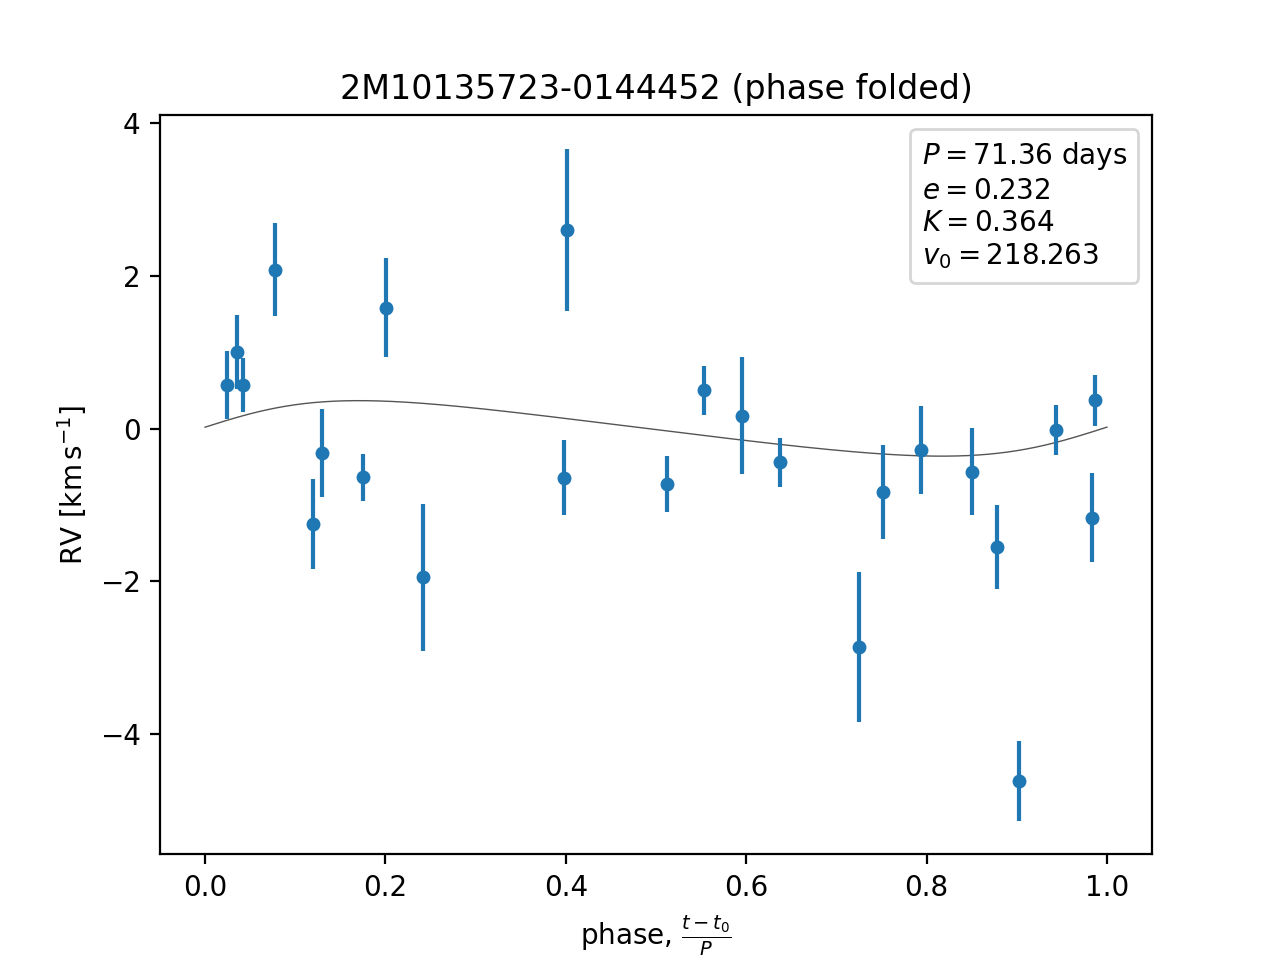 2M10135723-0144452 (phase folded)
P = 71.36 days
e = 0.232
K = 0.364
v₀ = 218.263
4
2
0
−2
−4
RV [km s⁻¹]
0.0 0.2 0.4 0.6 0.8 1.0
phase, (t − t₀)/P